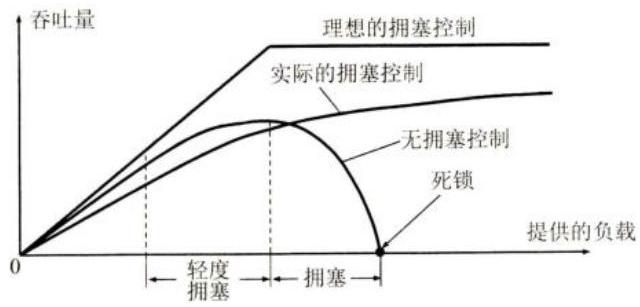 吞吐量
理想的拥塞控制
实际的拥塞控制
无拥塞控制
死锁
提供的负载
0
轻度
拥塞
拥塞